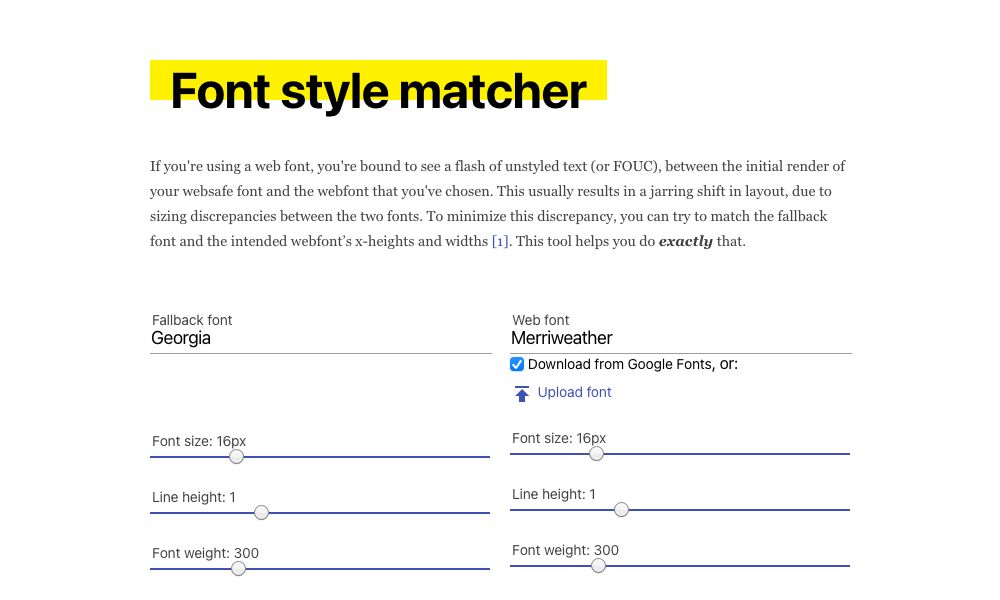 Font style matcher
If you're using a web font, you're bound to see a flash of unstyled text (or FOUC), between the initial render of
your websafe font and the webfont that you've chosen. This usually results in a jarring shift in layout, due to
sizing discrepancies between the two fonts. To minimize this discrepancy, you can try to match the fallback
font and the intended webfont’s x-heights and widths [1]. This tool helps you do exactly that.
Fallback font
Georgia
Web font
Merriweather
Download from Google Fonts, or:
Upload font
Font size: 16px
Line height: 1
Font weight: 300
Font size: 16px
Line height: 1
Font weight: 300